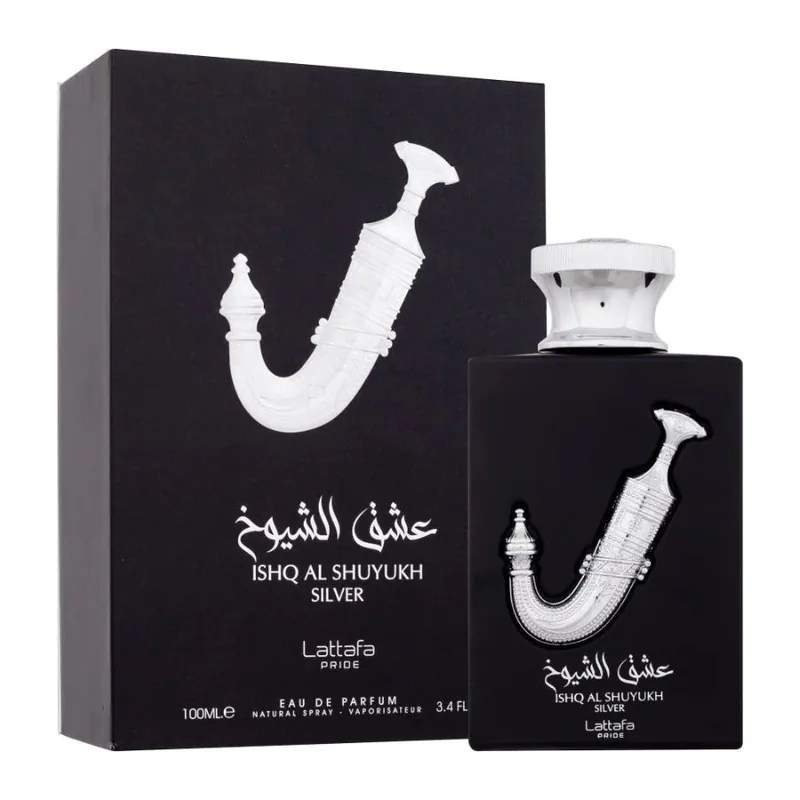 عشق الشيوخ
ISHQ AL SHUYUKH
SILVER
Lattafa
PRIDE
EAU DE PARFUM
100ML.e NATURAL SPRAY - VAPORISATEUR 3.4 FL
عشق الشيوخ
ISHQ AL SHUYUKH
SILVER
Lattafa
PRIDE